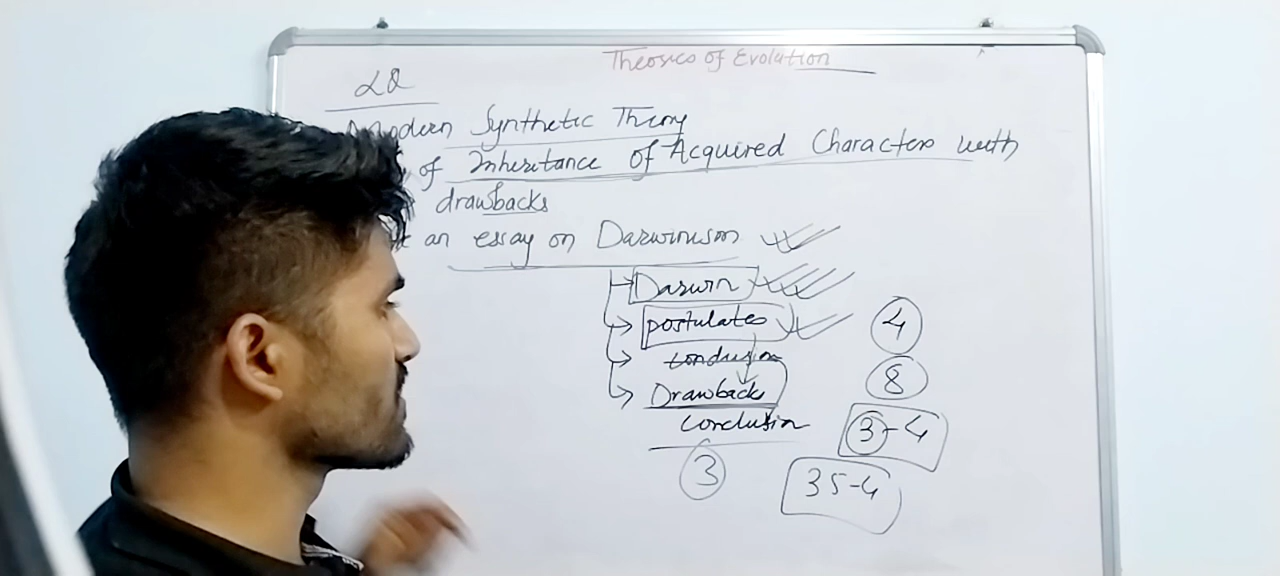 Theories of Evolution
LQ
Modern Synthetic Theory
of Inheritance of Acquired Characters with
drawbacks
an essay on Darwinism
Darwin
postulates
4
conclusion
8
Drawback
conclusion
3-4
3
35-4